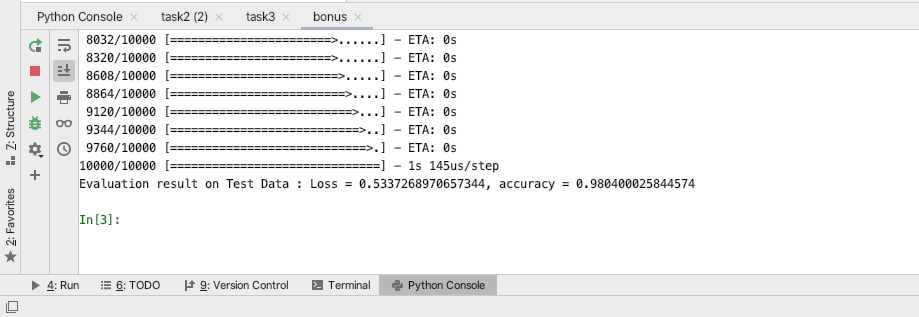 Python Console × task2 (2) × task3 × bonus ×
8032/10000 [=======================>......] - ETA: 0s
8320/10000 [=======================>......] - ETA: 0s
8608/10000 [========================>.....] - ETA: 0s
8864/10000 [=========================>....] - ETA: 0s
9120/10000 [==========================>...] - ETA: 0s
9344/10000 [===========================>..] - ETA: 0s
9760/10000 [============================>.] - ETA: 0s
10000/10000 [==============================] - 1s 145us/step
Evaluation result on Test Data : Loss = 0.5337268970657344, accuracy = 0.980400025844574
In[3]:
Z: Structure
2: Favorites
4: Run 6: TODO 9: Version Control Terminal Python Console